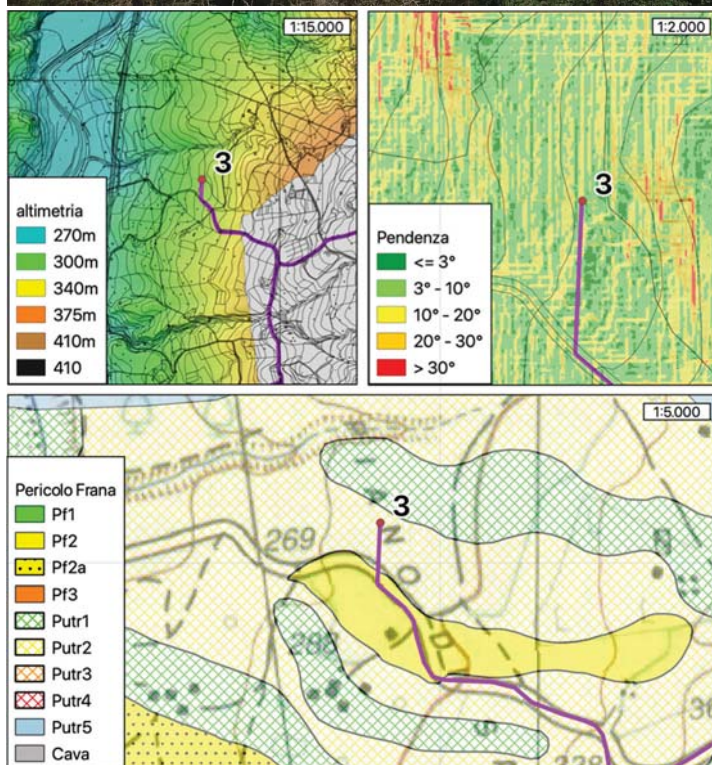 1:15.000
3
altimetria
270m
300m
340m
375m
410m
410
1:2.000
3
Pendenza
<= 3°
3° - 10°
10° - 20°
20° - 30°
> 30°
1:5.000
3
269
288
Pericolo Frana
Pf1
Pf2
Pf2a
Pf3
Putr1
Putr2
Putr3
Putr4
Putr5
Cava